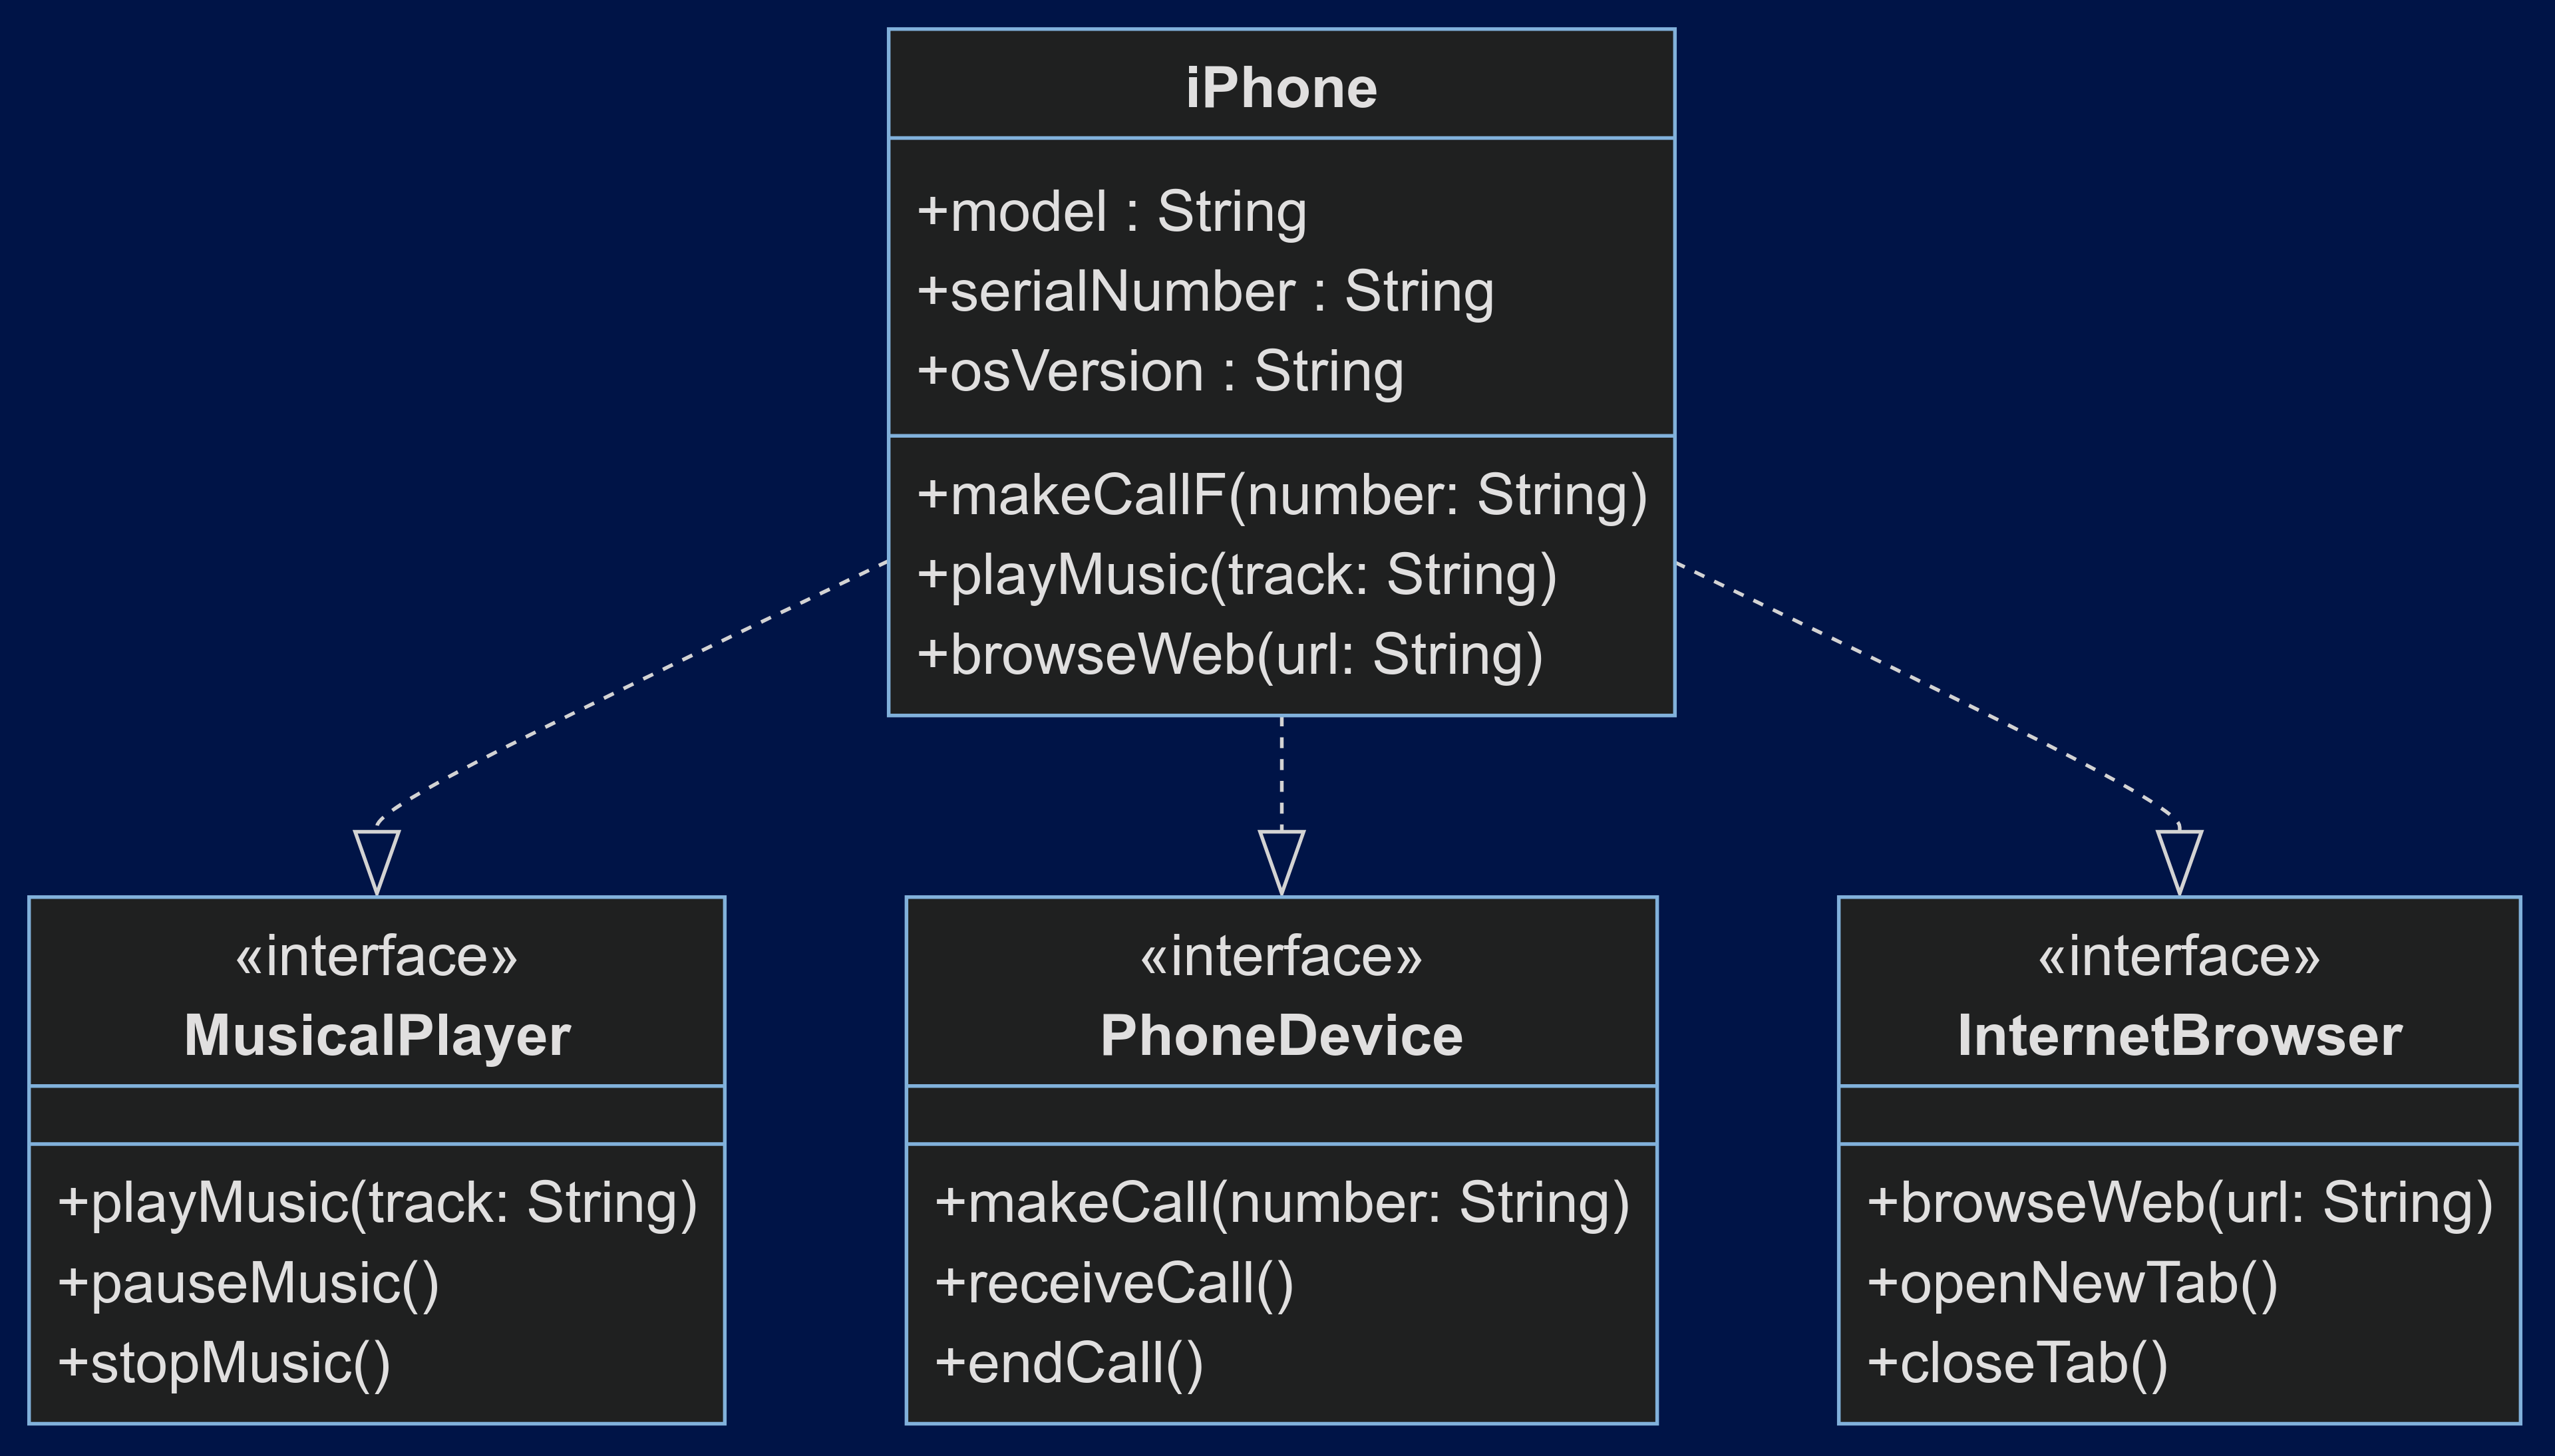 iPhone
+model : String
+serialNumber : String
+osVersion : String
+makeCallF(number: String)
+playMusic(track: String)
+browseWeb(url: String)
«interface»
MusicalPlayer
+playMusic(track: String)
+pauseMusic()
+stopMusic()
«interface»
PhoneDevice
+makeCall(number: String)
+receiveCall()
+endCall()
«interface»
InternetBrowser
+browseWeb(url: String)
+openNewTab()
+closeTab()